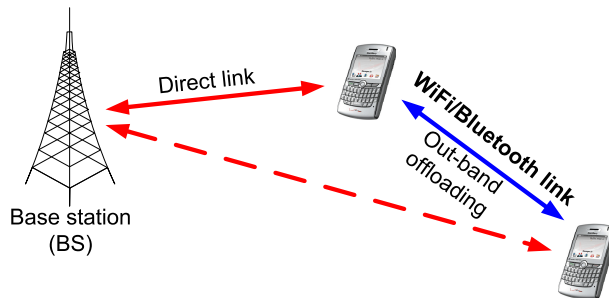 Direct link
WiFi/Bluetooth link
Out-band
offloading
Base station
(BS)